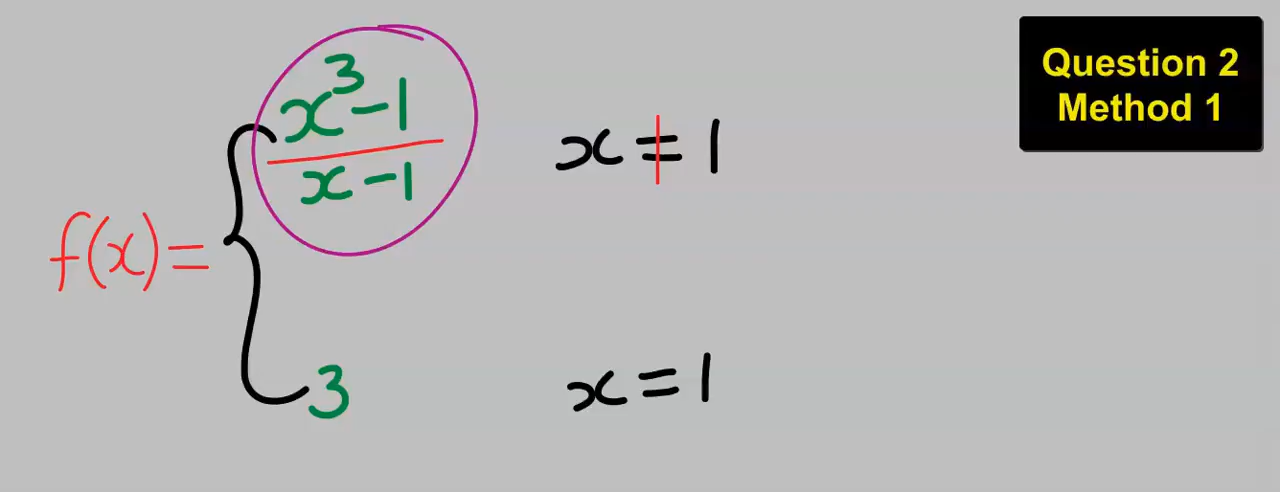 Question 2
Method 1
f(x) = { x³ - 1 / x - 1   x ≠ 1
3   x = 1